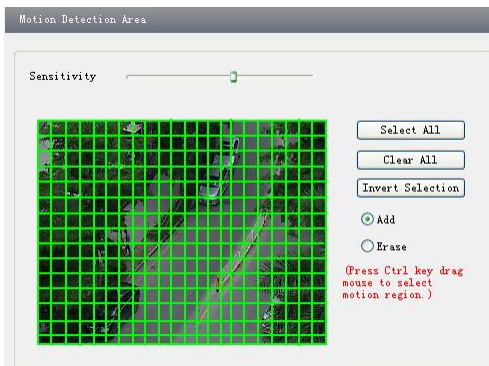 Motion Detection Area
Sensitivity
Select All
Clear All
Invert Selection
Add
Erase
(Press Ctrl key drag
mouse to select
motion region.)